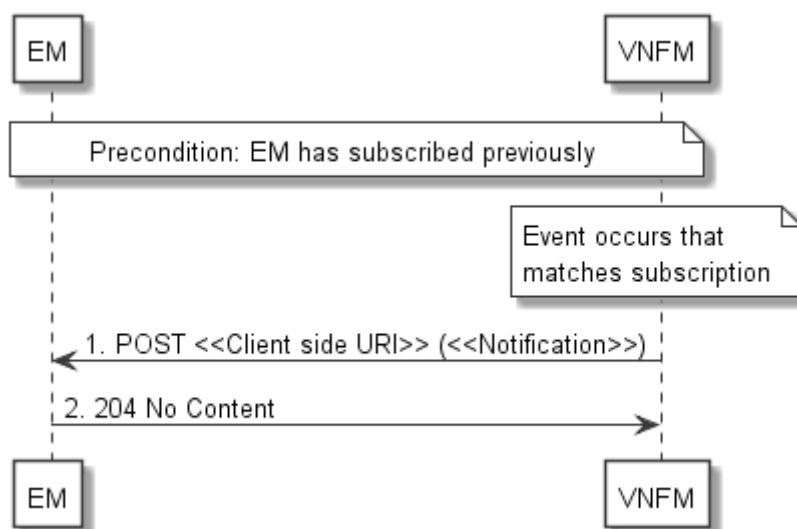 EM VNFM
Precondition: EM has subscribed previously
Event occurs that
matches subscription
1. POST <<Client side URI>> (<<Notification>>)
2. 204 No Content
EM VNFM